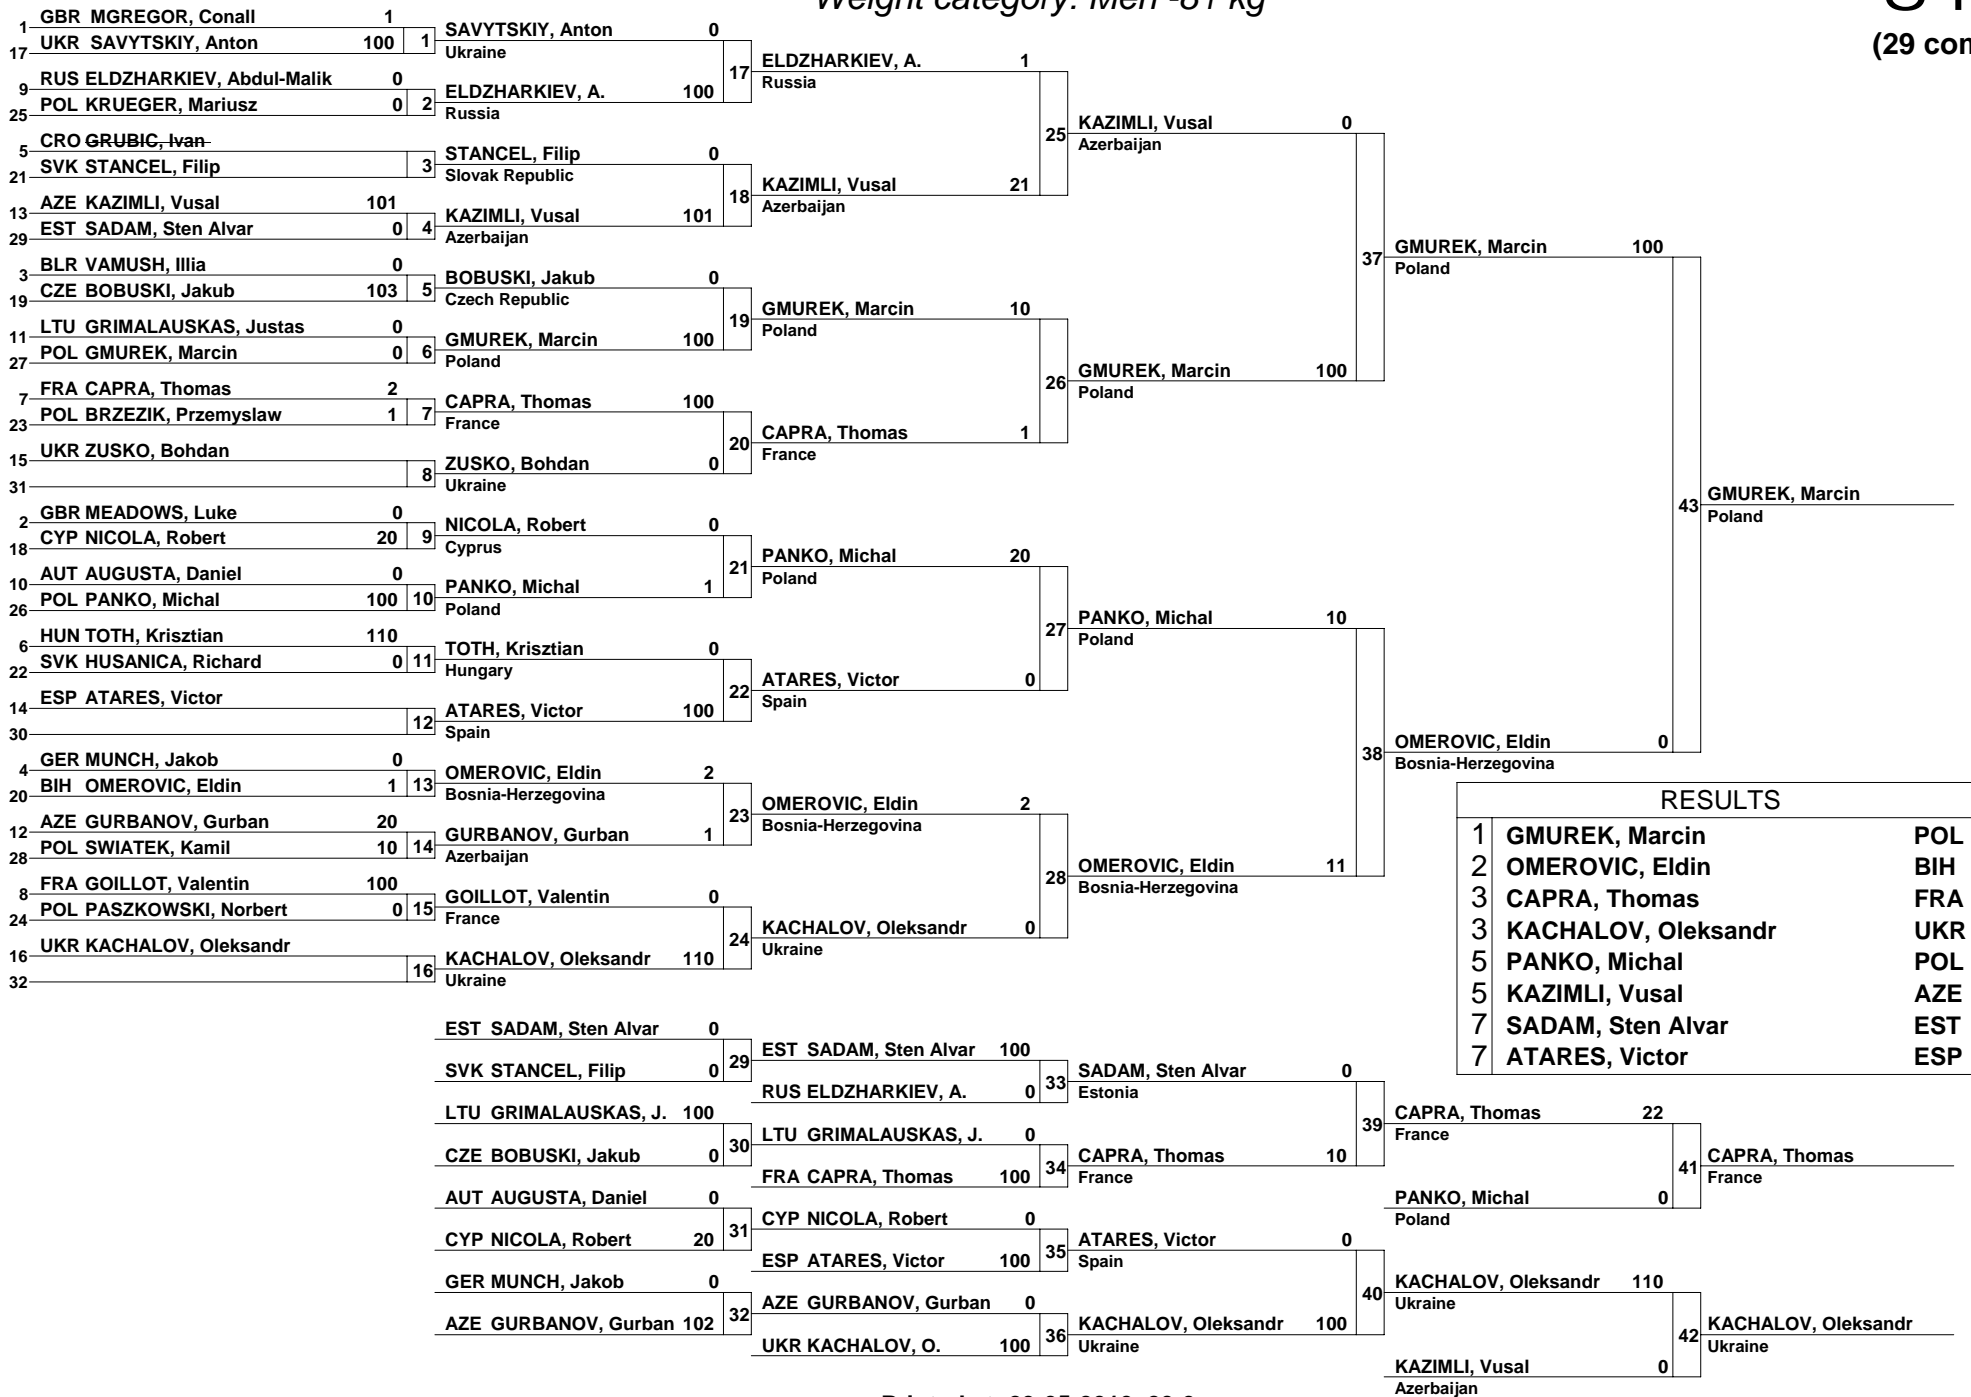 Weight category: Men -81 kg
(29 con
1 GBR MGREGOR, Conall 1
17 UKR SAVYTSKIY, Anton 100 1
9 RUS ELDZHARKIEV, Abdul-Malik 0
25 POL KRUEGER, Mariusz 0 2
5 CRO GRUBIC, Ivan
21 SVK STANCEL, Filip 3
13 AZE KAZIMLI, Vusal 101
29 EST SADAM, Sten Alvar 0 4
3 BLR VAMUSH, Illia 0
19 CZE BOBUSKI, Jakub 103 5
11 LTU GRIMALAUSKAS, Justas 0
27 POL GMUREK, Marcin 0 6
7 FRA CAPRA, Thomas 2
23 POL BRZEZIK, Przemyslaw 1 7
15 UKR ZUSKO, Bohdan
31 8
2 GBR MEADOWS, Luke 0
18 CYP NICOLA, Robert 20 9
10 AUT AUGUSTA, Daniel 0
26 POL PANKO, Michal 100 10
6 HUN TOTH, Krisztian 110
22 SVK HUSANICA, Richard 0 11
14 ESP ATARES, Victor
30 12
4 GER MUNCH, Jakob 0
20 BIH OMEROVIC, Eldin 1 13
12 AZE GURBANOV, Gurban 20
28 POL SWIATEK, Kamil 10 14
8 FRA GOILLOT, Valentin 100
24 POL PASZKOWSKI, Norbert 0 15
16 UKR KACHALOV, Oleksandr
32 16
SAVYTSKIY, Anton 0
Ukraine
17
ELDZHARKIEV, A. 100
Russia
STANCEL, Filip 0
Slovak Republic
18
KAZIMLI, Vusal 101
Azerbaijan
BOBUSKI, Jakub 0
Czech Republic
19
GMUREK, Marcin 100
Poland
CAPRA, Thomas 100
France
20
ZUSKO, Bohdan 0
Ukraine
NICOLA, Robert 0
Cyprus
21
PANKO, Michal 1
Poland
TOTH, Krisztian 0
Hungary
22
ATARES, Victor 100
Spain
OMEROVIC, Eldin 2
Bosnia-Herzegovina
23
GURBANOV, Gurban 1
Azerbaijan
GOILLOT, Valentin 0
France
24
KACHALOV, Oleksandr 110
Ukraine
ELDZHARKIEV, A. 1
Russia
25
KAZIMLI, Vusal 21
Azerbaijan
GMUREK, Marcin 10
Poland
26
CAPRA, Thomas 1
France
PANKO, Michal 20
Poland
27
ATARES, Victor 0
Spain
OMEROVIC, Eldin 2
Bosnia-Herzegovina
28
KACHALOV, Oleksandr 0
Ukraine
KAZIMLI, Vusal 0
Azerbaijan
37
GMUREK, Marcin 100
Poland
PANKO, Michal 10
Poland
38
OMEROVIC, Eldin 11
Bosnia-Herzegovina
GMUREK, Marcin 100
Poland
43
OMEROVIC, Eldin 0
Bosnia-Herzegovina
GMUREK, Marcin
Poland
RESULTS
1 GMUREK, Marcin POL
2 OMEROVIC, Eldin BIH
3 CAPRA, Thomas FRA
3 KACHALOV, Oleksandr UKR
5 PANKO, Michal POL
5 KAZIMLI, Vusal AZE
7 SADAM, Sten Alvar EST
7 ATARES, Victor ESP
EST SADAM, Sten Alvar 0
SVK STANCEL, Filip 0 29
LTU GRIMALAUSKAS, J. 100
CZE BOBUSKI, Jakub 0 30
AUT AUGUSTA, Daniel 0
CYP NICOLA, Robert 20 31
GER MUNCH, Jakob 0
AZE GURBANOV, Gurban 102 32
EST SADAM, Sten Alvar 100
RUS ELDZHARKIEV, A. 0 33
LTU GRIMALAUSKAS, J. 0
FRA CAPRA, Thomas 100 34
CYP NICOLA, Robert 0
ESP ATARES, Victor 100 35
AZE GURBANOV, Gurban 0
UKR KACHALOV, O. 100 36
SADAM, Sten Alvar 0
Estonia
39
CAPRA, Thomas 10
France
ATARES, Victor 0
Spain
40
KACHALOV, Oleksandr 100
Ukraine
CAPRA, Thomas 22
France
41
PANKO, Michal 0
Poland
KACHALOV, Oleksandr 110
Ukraine
42
KAZIMLI, Vusal 0
Azerbaijan
CAPRA, Thomas
France
KACHALOV, Oleksandr
Ukraine